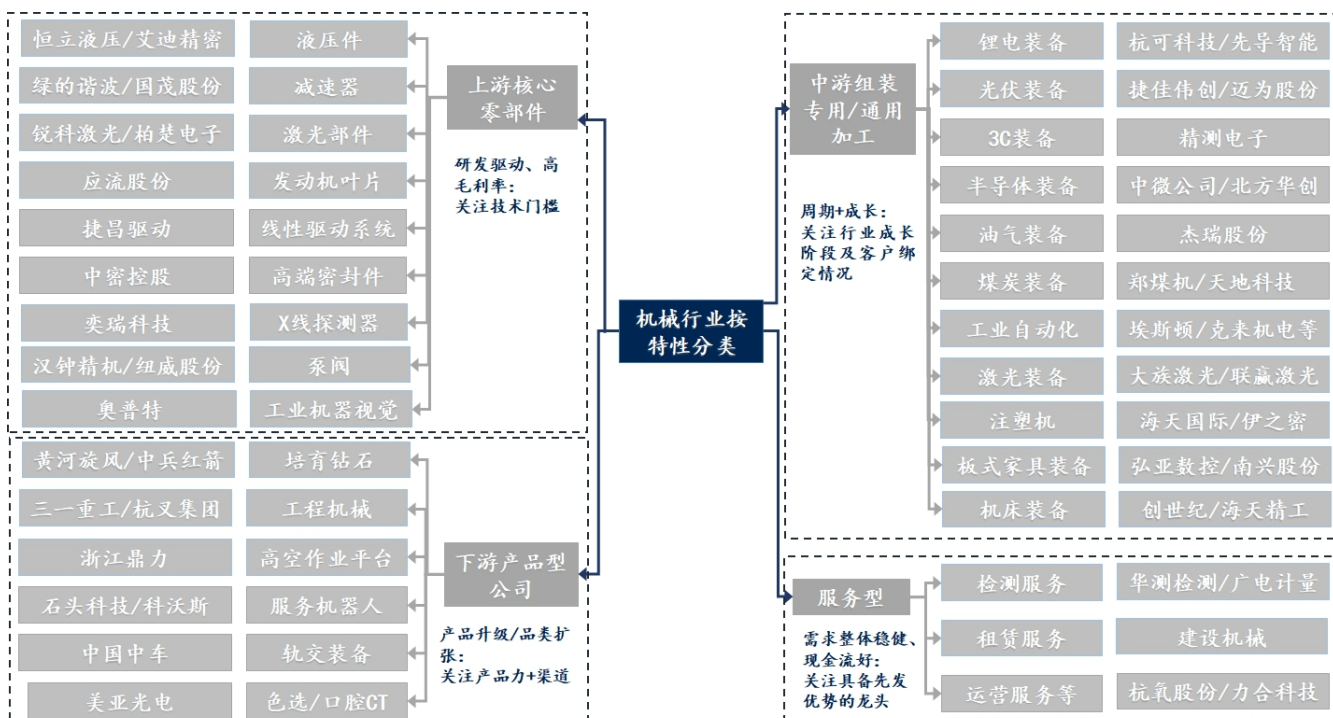 恒立液压/艾迪精密
液压件
绿的谐波/国茂股份
减速器
锐科激光/柏楚电子
激光部件
应流股份
发动机叶片
捷昌驱动
线性驱动系统
中密控股
高端密封件
奕瑞科技
X线探测器
汉钟精机/纽威股份
泵阀
奥普特
工业机器视觉
上游核心
零部件
研发驱动、高
毛利率:
关注技术门槛
黄河旋风/中兵红箭
培育钻石
三一重工/杭叉集团
工程机械
浙江鼎力
高空作业平台
石头科技/科沃斯
服务机器人
中国中车
轨交装备
美亚光电
色选/口腔CT
下游产品型
公司
产品升级/品类扩
张:
关注产品力+渠道
机械行业按
特性分类
中游组装
专用/通用
加工
周期+成长:
关注行业成长
阶段及客户绑
定情况
锂电装备
杭可科技/先导智能
光伏装备
捷佳伟创/迈为股份
3C装备
精测电子
半导体装备
中微公司/北方华创
油气装备
杰瑞股份
煤炭装备
郑煤机/天地科技
工业自动化
埃斯顿/克来机电等
激光装备
大族激光/联赢激光
注塑机
海天国际/伊之密
板式家具装备
弘亚数控/南兴股份
机床装备
创世纪/海天精工
服务型
需求整体稳健、
现金流好:
关注具备先发
优势的龙头
检测服务
华测检测/广电计量
租赁服务
建设机械
运营服务等
杭氧股份/力合科技